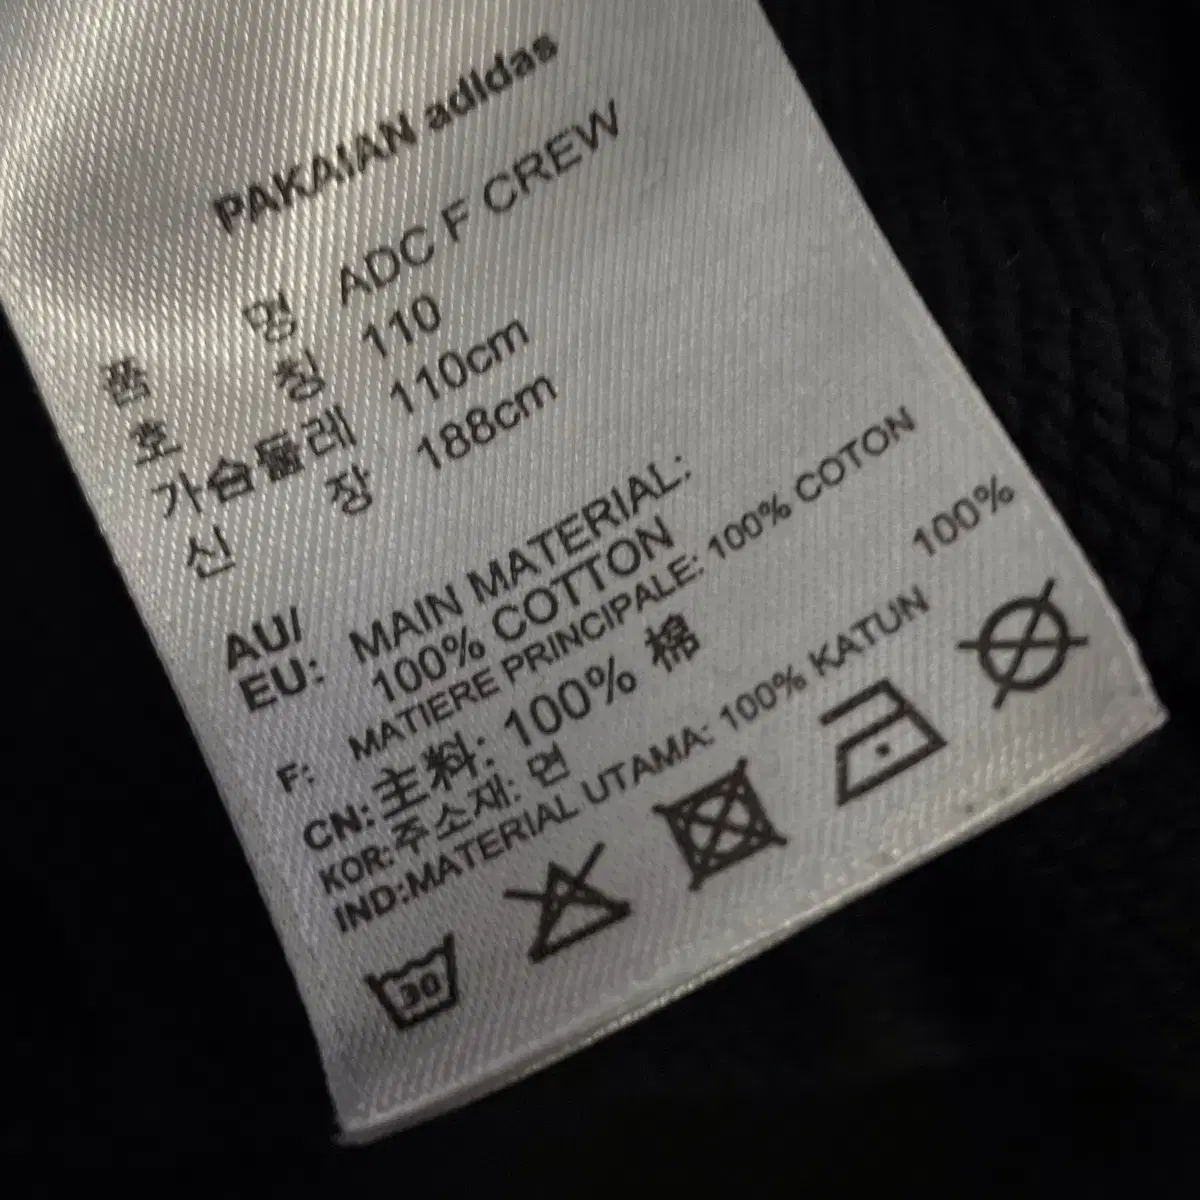 PAKAIAN adidas
품 명 ADC F CREW
호 칭 110
가슴둘레 110cm
신 장 188cm
AU/ MAIN MATERIAL:
EU: 100% COTTON
F: MATIERE PRINCIPALE: 100% COTON
CN: 主料: 100% 棉
KOR: 주소재: 면 100%
IND:MATERIAL UTAMA: 100% KATUN
30